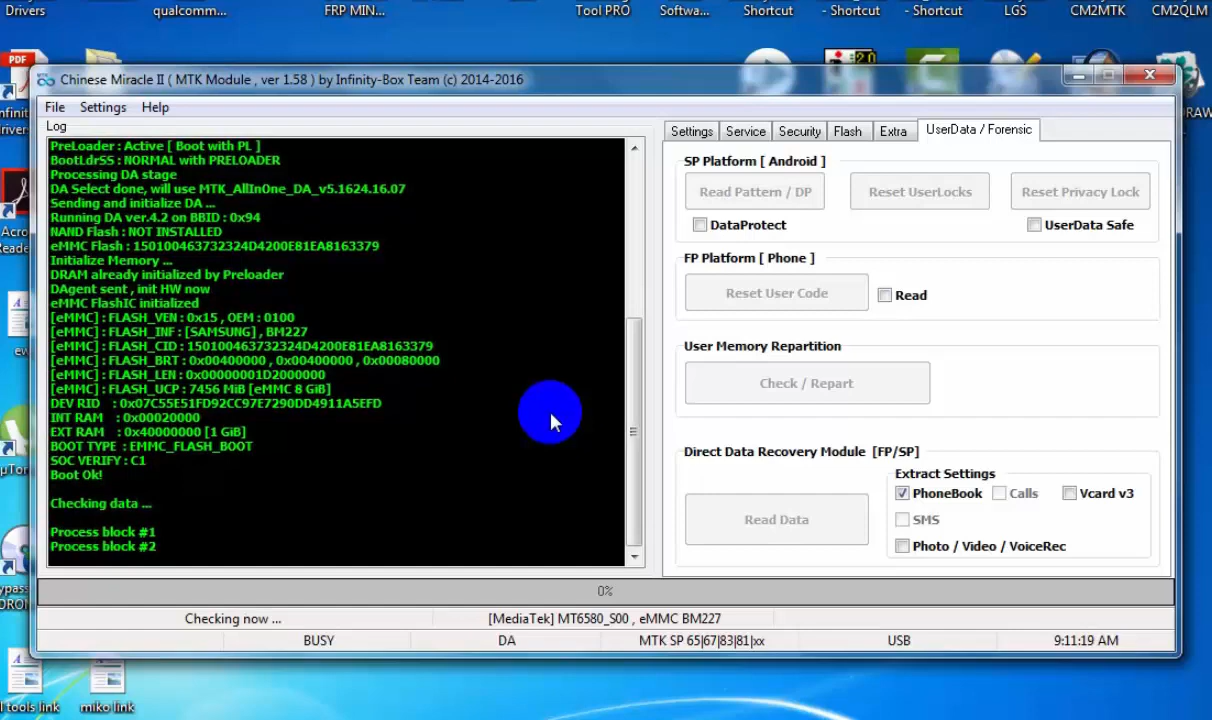 Drivers
qualcomm...
FRP MIN...
Tool PRO
Softwa...
Shortcut
- Shortcut
- Shortcut
LGS
CM2MTK
CM2QLM
PDF
2.0
Chinese Miracle II ( MTK Module , ver 1.58 ) by Infinity-Box Team (c) 2014-2016
File Settings Help
Log
PreLoader : Active [ Boot with PL ]
BootLdrSS : NORMAL with PRELOADER
Processing DA stage
DA Select done, will use MTK_AllInOne_DA_v5.1624.16.07
Sending and initialize DA ...
Running DA ver.4.2 on BBID : 0x94
NAND Flash : NOT INSTALLED
eMMC Flash : 150100463732324D4200E81EA8163379
Initialize Memory ...
DRAM already initialized by Preloader
DAgent sent , init HW now
eMMC FlashIC initialized
[eMMC] : FLASH_VEN : 0x15 , OEM : 0100
[eMMC] : FLASH_INF : [SAMSUNG] , BM227
[eMMC] : FLASH_CID : 150100463732324D4200E81EA8163379
[eMMC] : FLASH_BRT : 0x00400000 , 0x00400000 , 0x00080000
[eMMC] : FLASH_LEN : 0x00000001D2000000
[eMMC] : FLASH_UCP : 7456 MiB [eMMC 8 GiB]
DEV RID : 0x07C55E51FD92CC97E7290DD4911A5EFD
INT RAM : 0x00020000
EXT RAM : 0x40000000 [1 GiB]
BOOT TYPE : EMMC_FLASH_BOOT
SOC VERIFY : C1
Boot Ok!
Checking data ...
Process block #1
Process block #2
Settings Service Security Flash Extra UserData / Forensic
SP Platform [ Android ]
Read Pattern / DP Reset UserLocks Reset Privacy Lock
DataProtect UserData Safe
FP Platform [ Phone ]
Reset User Code Read
User Memory Repartition
Check / Repart
Direct Data Recovery Module [FP/SP]
Extract Settings
PhoneBook Calls Vcard v3
Read Data
SMS
Photo / Video / VoiceRec
0%
Checking now ... [MediaTek] MT6580_S00 , eMMC BM227
BUSY DA MTK SP 65|67|83|81|xx USB 9:11:19 AM
tools link
miko link